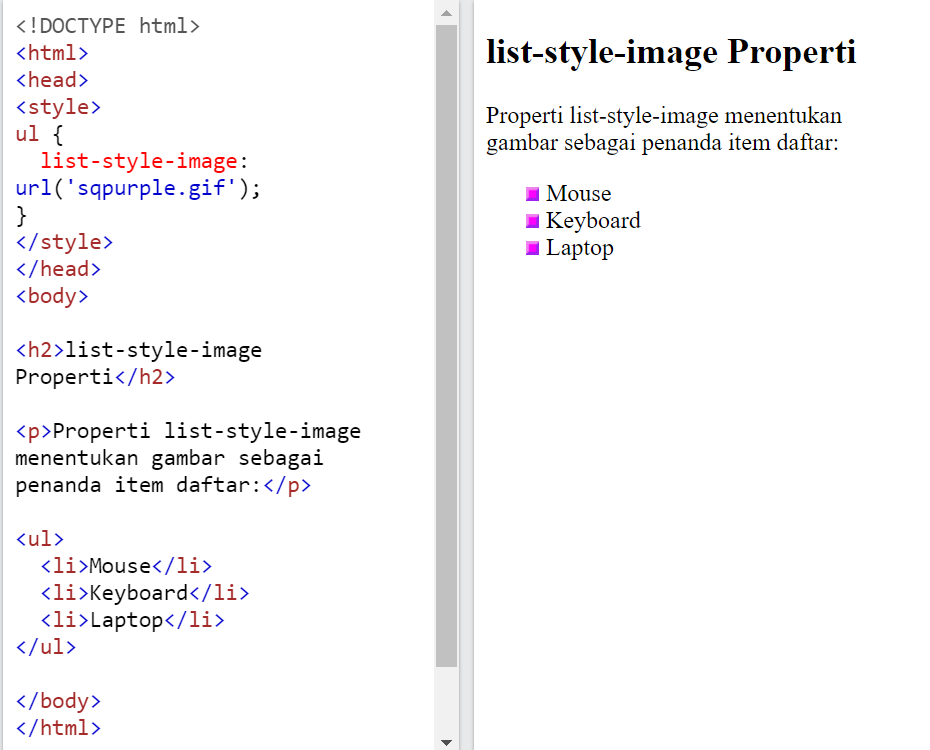 <!DOCTYPE html>
<html>
<head>
<style>
ul {
  list-style-image:
url('sqpurple.gif');
}
</style>
</head>
<body>

<h2>list-style-image
Properti</h2>

<p>Properti list-style-image
menentukan gambar sebagai
penanda item daftar:</p>

<ul>
  <li>Mouse</li>
  <li>Keyboard</li>
  <li>Laptop</li>
</ul>

</body>
</html>

list-style-image Properti
Properti list-style-image menentukan
gambar sebagai penanda item daftar:
Mouse
Keyboard
Laptop